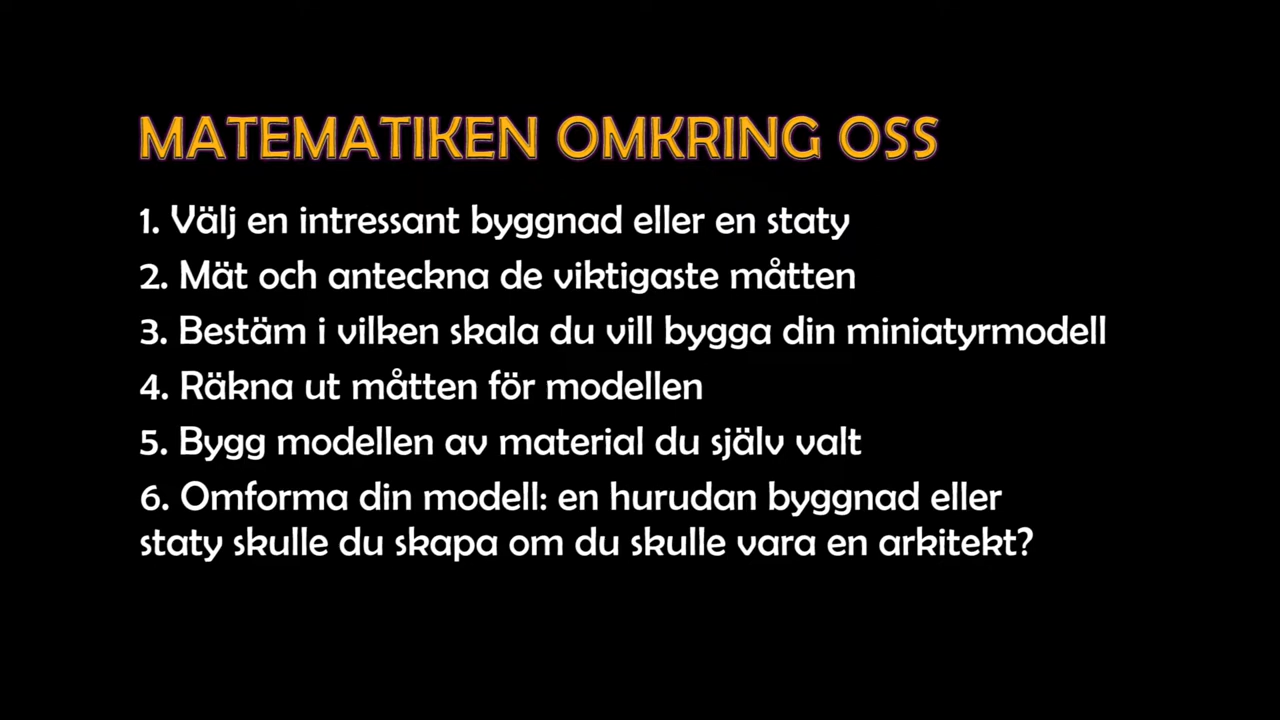 MATEMATIKEN OMKRING OSS
1. Välj en intressant byggnad eller en staty
2. Mät och anteckna de viktigaste måtten
3. Bestäm i vilken skala du vill bygga din miniatyrmodell
4. Räkna ut måtten för modellen
5. Bygg modellen av material du själv valt
6. Omforma din modell: en hurudan byggnad eller
staty skulle du skapa om du skulle vara en arkitekt?